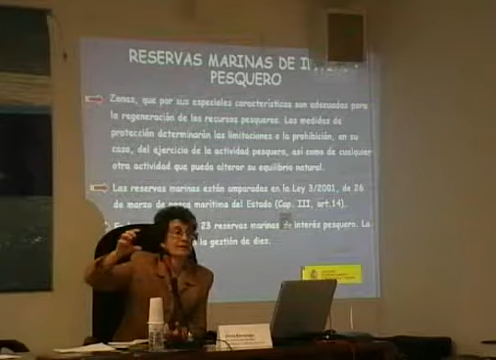 RESERVAS MARINAS DE I
PESQUERO
Zonas, que por sus especiales características son adecuadas para
la regeneración de los recursos pesqueros. Las medidas de
protección determinarán las limitaciones o la prohibición, en su
caso, del ejercicio de la actividad pesquera, así como de cualquier
otra actividad que pueda alterar su equilibrio natural.
Las reservas marinas están amparadas en la Ley 3/2001, de 26
de marzo de pesca marítima del Estado (Cap. III, art.14).
23 reservas marinas de interés pesquero. La
la gestión de diez.